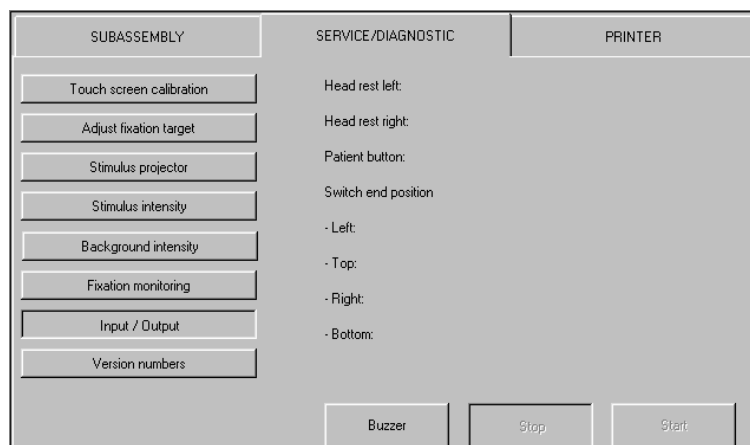 SUBASSEMBLY
SERVICE/DIAGNOSTIC
PRINTER
Touch screen calibration
Adjust fixation target
Stimulus projector
Stimulus intensity
Background intensity
Fixation monitoring
Input / Output
Version numbers
Head rest left:
Head rest right:
Patient button:
Switch end position
- Left:
- Top:
- Right:
- Bottom:
Buzzer
Stop
Start